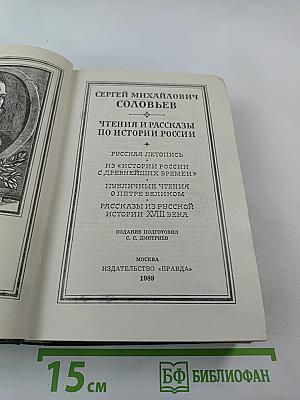 СЕРГЕЙ МИХАЙЛОВИЧ
СОЛОВЬЕВ
ЧТЕНИЯ И РАССКАЗЫ
ПО ИСТОРИИ РОССИИ
РУССКАЯ ЛЕТОПИСЬ
ИЗ «ИСТОРИИ РОССИИ
С ДРЕВНЕЙШИХ ВРЕМЕН»
ПУБЛИЧНЫЕ ЧТЕНИЯ
О ПЕТРЕ ВЕЛИКОМ
РАССКАЗЫ ИЗ РУССКОЙ
ИСТОРИИ XVIII ВЕКА
ИЗДАНИЕ ПОДГОТОВИЛ
С. С. ДМИТРИЕВ
МОСКВА
ИЗДАТЕЛЬСТВО «ПРАВДА»
1989
15 СМ
БФ БИБЛИОФАН